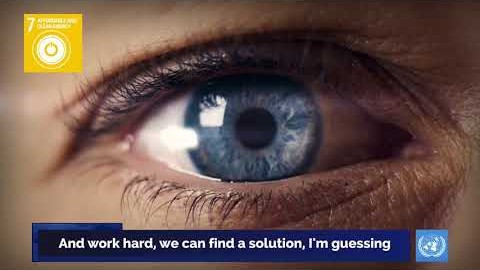 7 AFFORDABLE AND
CLEAN ENERGY
And work hard, we can find a solution, I'm guessing